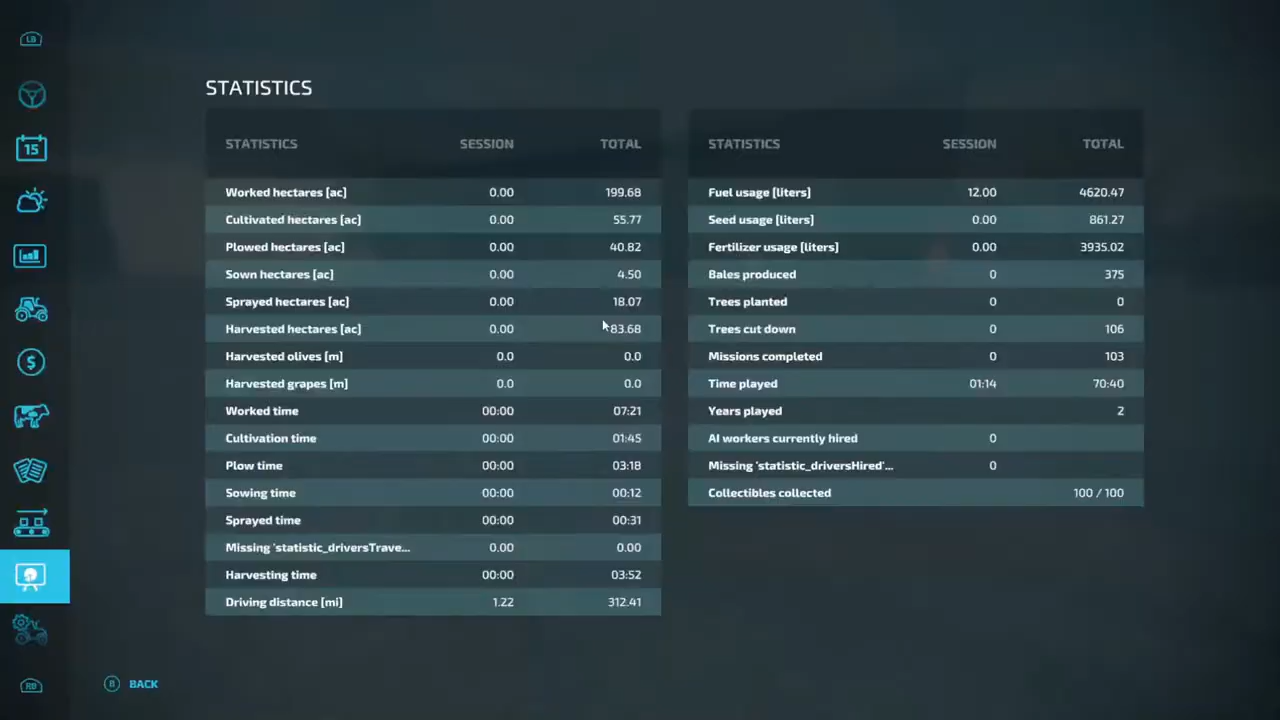 LB
STATISTICS
15
STATISTICS SESSION TOTAL
Worked hectares [ac] 0.00 199.68
Cultivated hectares [ac] 0.00 55.77
Plowed hectares [ac] 0.00 40.82
Sown hectares [ac] 0.00 4.50
Sprayed hectares [ac] 0.00 18.07
Harvested hectares [ac] 0.00 83.68
Harvested olives [m] 0.0 0.0
Harvested grapes [m] 0.0 0.0
Worked time 00:00 07:21
Cultivation time 00:00 01:45
Plow time 00:00 03:18
Sowing time 00:00 00:12
Sprayed time 00:00 00:31
Missing 'statistic_driversTrave... 0.00 0.00
Harvesting time 00:00 03:52
Driving distance [mi] 1.22 312.41
STATISTICS SESSION TOTAL
Fuel usage [liters] 12.00 4620.47
Seed usage [liters] 0.00 861.27
Fertilizer usage [liters] 0.00 3935.02
Bales produced 0 375
Trees planted 0 0
Trees cut down 0 106
Missions completed 0 103
Time played 01:14 70:40
Years played 2
AI workers currently hired 0
Missing 'statistic_driversHired'... 0
Collectibles collected 100 / 100
RB
B BACK